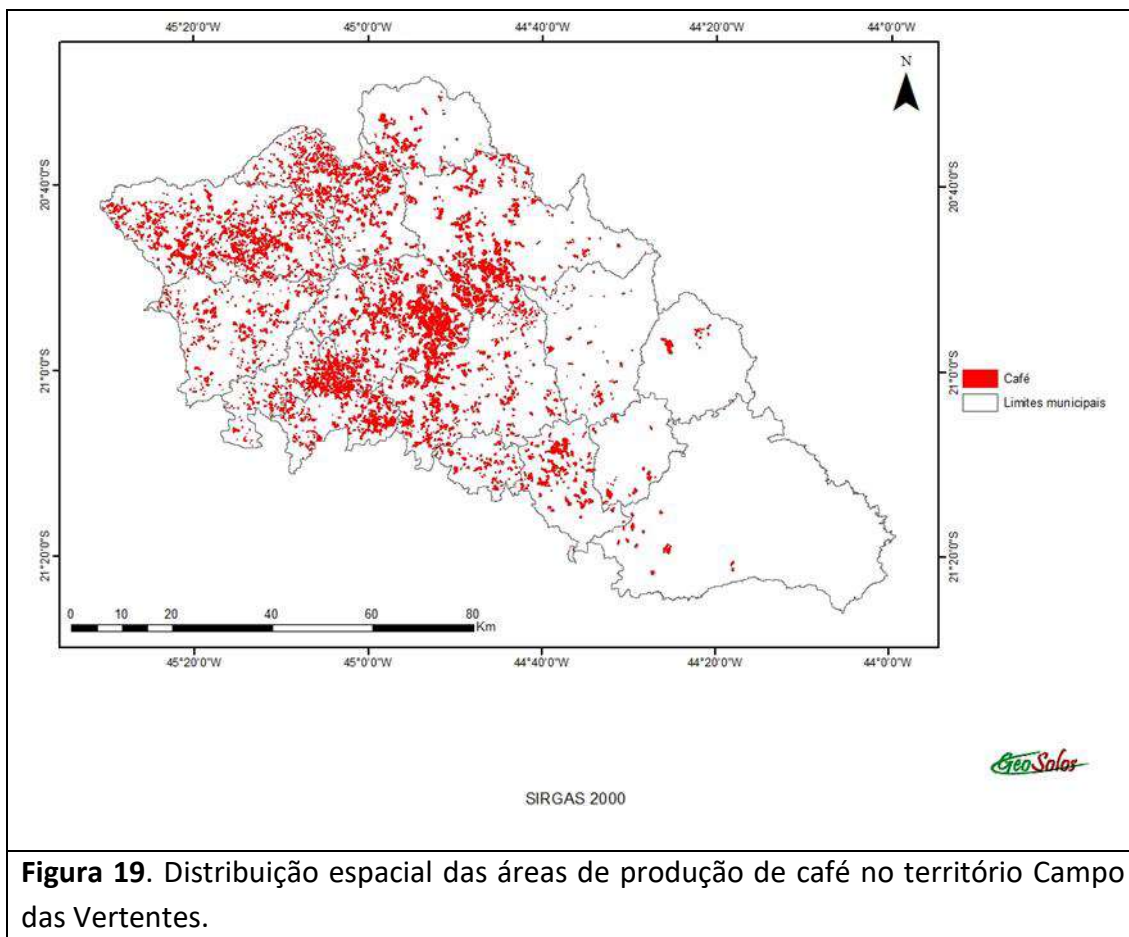 45°20'0"W 45°0'0"W 44°40'0"W 44°20'0"W 44°0'0"W
N
20°40'0"S 20°40'0"S
21°0'0"S 21°0'0"S
Café
Limites municipais
21°20'0"S 21°20'0"S
0 10 20 40 60 80
Km
45°20'0"W 45°0'0"W 44°40'0"W 44°20'0"W 44°0'0"W
GeoSolos
SIRGAS 2000
Figura 19. Distribuição espacial das áreas de produção de café no território Campo
das Vertentes.